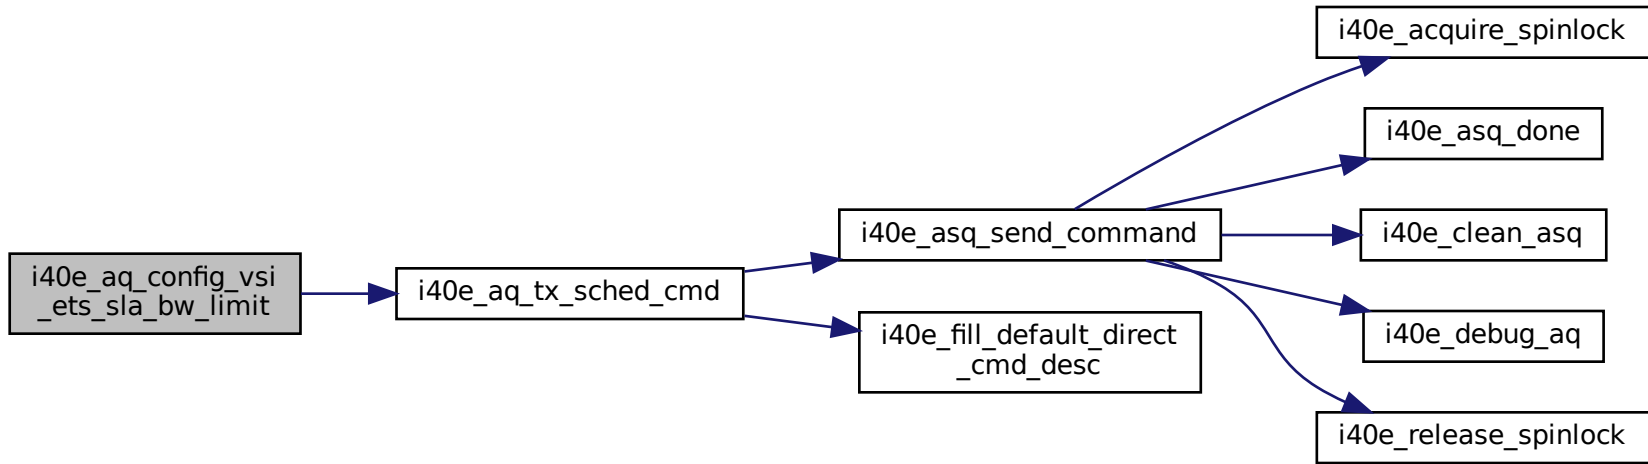 i40e_acquire_spinlock
i40e_asq_done
i40e_asq_send_command
i40e_clean_asq
i40e_aq_config_vsi
_ets_sla_bw_limit
i40e_aq_tx_sched_cmd
i40e_fill_default_direct
_cmd_desc
i40e_debug_aq
i40e_release_spinlock